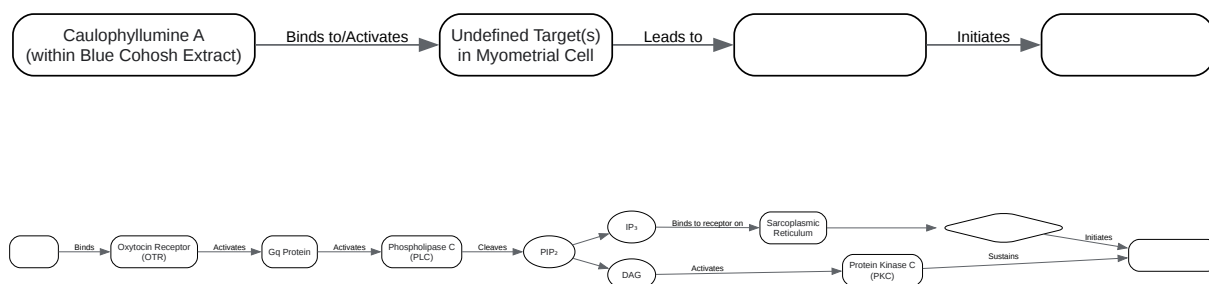 Caulophyllumine A
(within Blue Cohosh Extract)
Binds to/Activates
Undefined Target(s)
in Myometrial Cell
Leads to
Initiates
Binds
Oxytocin Receptor
(OTR)
Activates
Gq Protein
Activates
Phospholipase C
(PLC)
Cleaves
PIP₂
IP₃
Binds to receptor on
Sarcoplasmic
Reticulum
Initiates
DAG
Activates
Protein Kinase C
(PKC)
Sustains